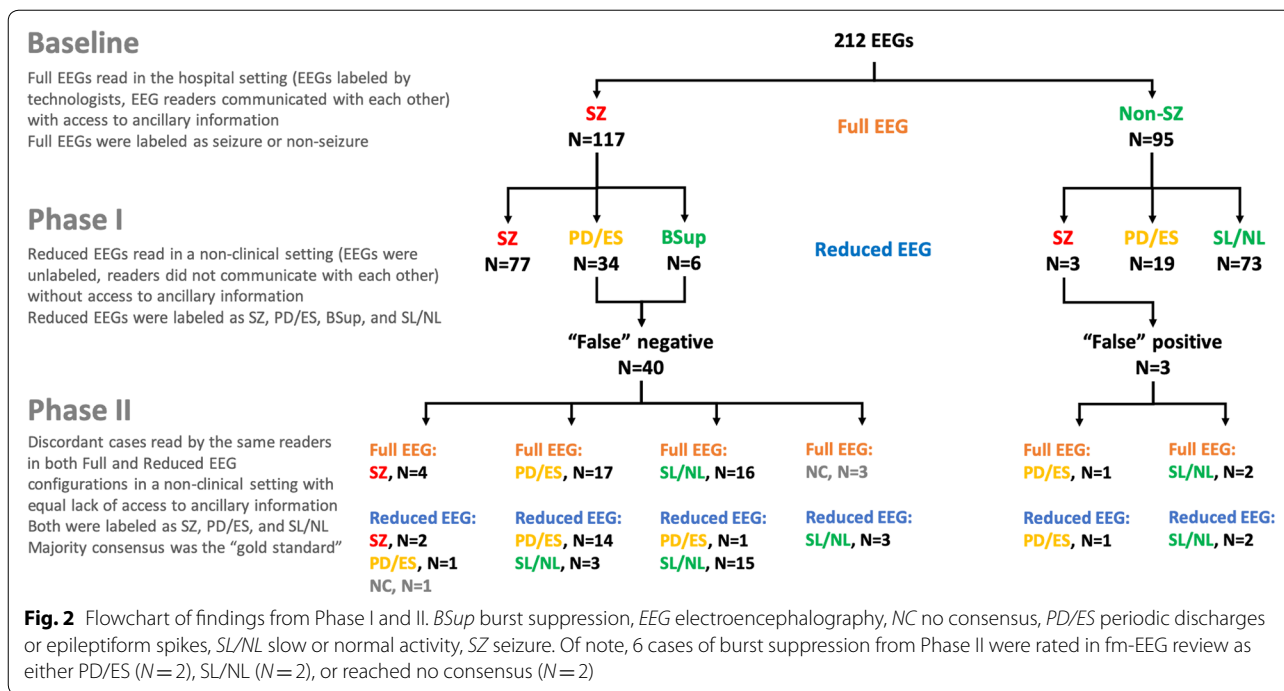 Baseline
Full EEGs read in the hospital setting (EEGs labeled by
technologists, EEG readers communicated with each other)
with access to ancillary information
Full EEGs were labeled as seizure or non-seizure
212 EEGs
SZ
N=117
Full EEG
Non-SZ
N=95
Phase I
Reduced EEGs read in a non-clinical setting (EEGs were
unlabeled, readers did not communicate with each other)
without access to ancillary information
Reduced EEGs were labeled as SZ, PD/ES, BSup, and SL/NL
SZ
N=77
PD/ES
N=34
BSup
N=6
Reduced EEG
SZ
N=3
PD/ES
N=19
SL/NL
N=73
“False” negative
N=40
“False” positive
N=3
Phase II
Discordant cases read by the same readers
in both Full and Reduced EEG
configurations in a non-clinical setting with
equal lack of access to ancillary information
Both were labeled as SZ, PD/ES, and SL/NL
Majority consensus was the “gold standard”
Full EEG:
SZ, N=4
Reduced EEG:
SZ, N=2
PD/ES, N=1
NC, N=1
Full EEG:
PD/ES, N=17
Reduced EEG:
PD/ES, N=14
SL/NL, N=3
Full EEG:
SL/NL, N=16
Reduced EEG:
PD/ES, N=1
SL/NL, N=15
Full EEG:
NC, N=3
Reduced EEG:
SL/NL, N=3
Full EEG:
PD/ES, N=1
Reduced EEG:
PD/ES, N=1
Full EEG:
SL/NL, N=2
Reduced EEG:
SL/NL, N=2
Fig. 2 Flowchart of findings from Phase I and II. BSup burst suppression, EEG electroencephalography, NC no consensus, PD/ES periodic discharges
or epileptiform spikes, SL/NL slow or normal activity, SZ seizure. Of note, 6 cases of burst suppression from Phase II were rated in fm-EEG review as
either PD/ES (N = 2), SL/NL (N = 2), or reached no consensus (N = 2)